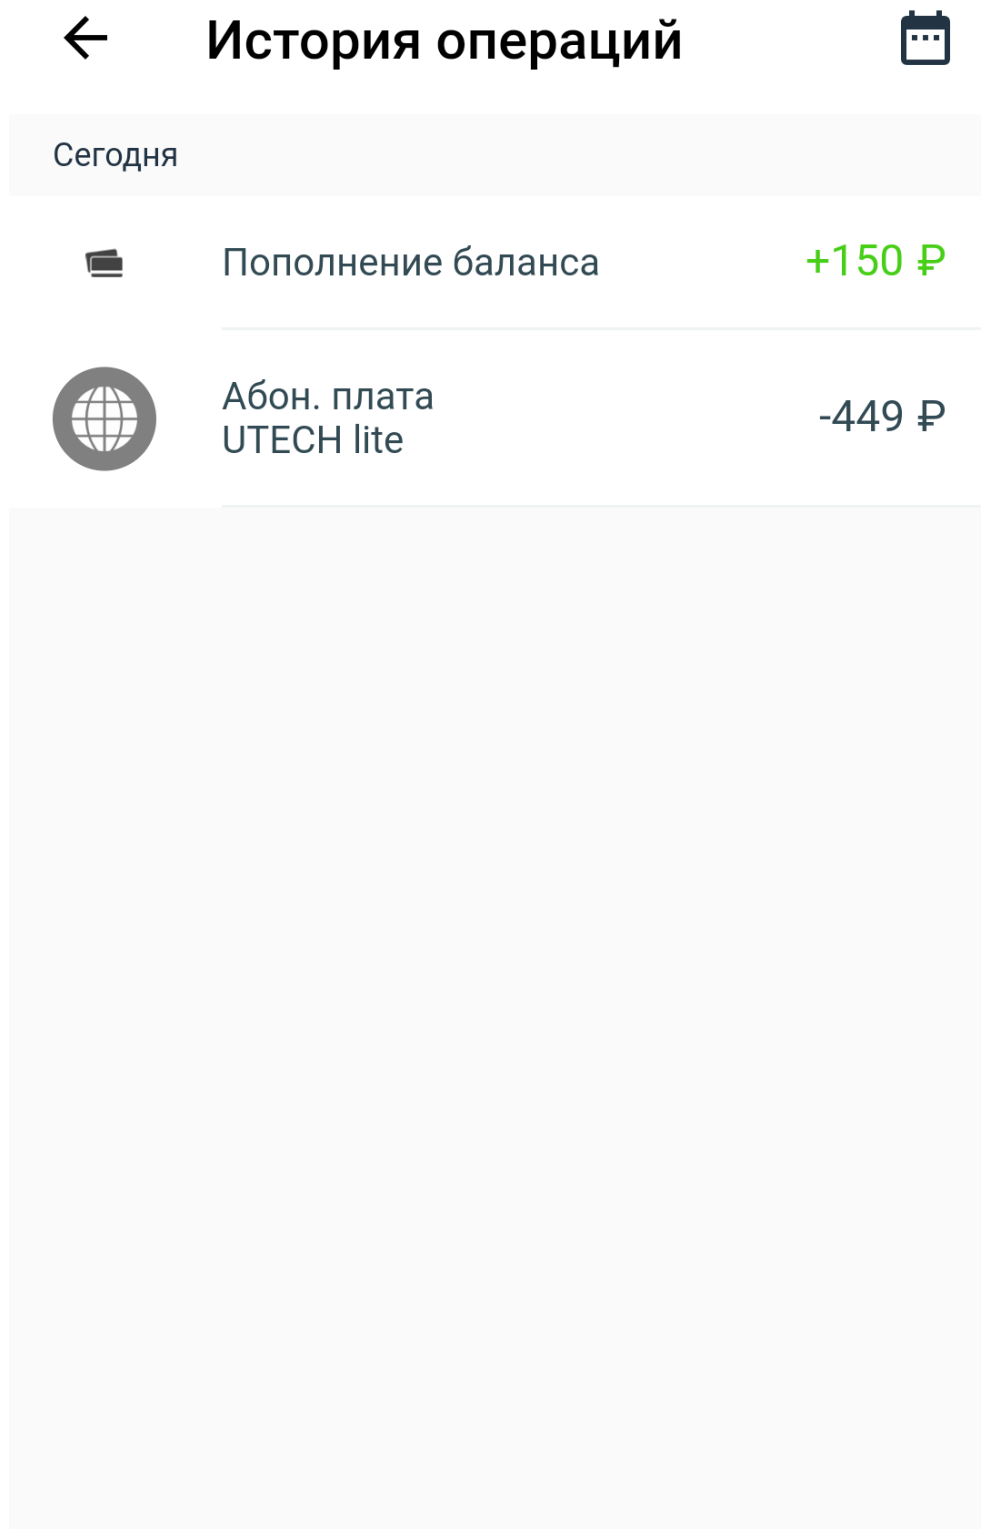 История операций
Сегодня
Пополнение баланса
+150 ₽
Абон. плата
UTECH lite
-449 ₽